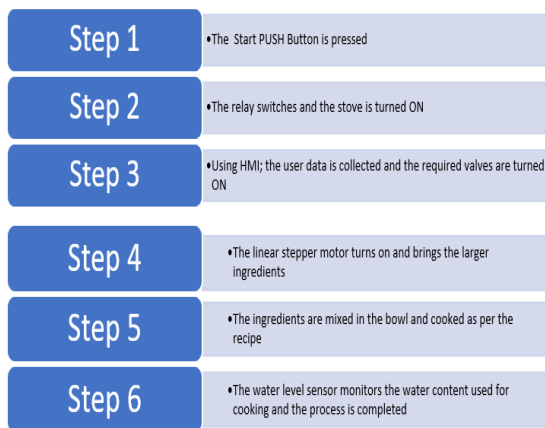 Step 1
•The Start PUSH Button is pressed
Step 2
•The relay switches and the stove is turned ON
Step 3
•Using HMI; the user data is collected and the required valves are turned
ON
Step 4
•The linear stepper motor turns on and brings the larger
ingredients
Step 5
•The ingredients are mixed in the bowl and cooked as per the
recipe
Step 6
•The water level sensor monitors the water content used for
cooking and the process is completed